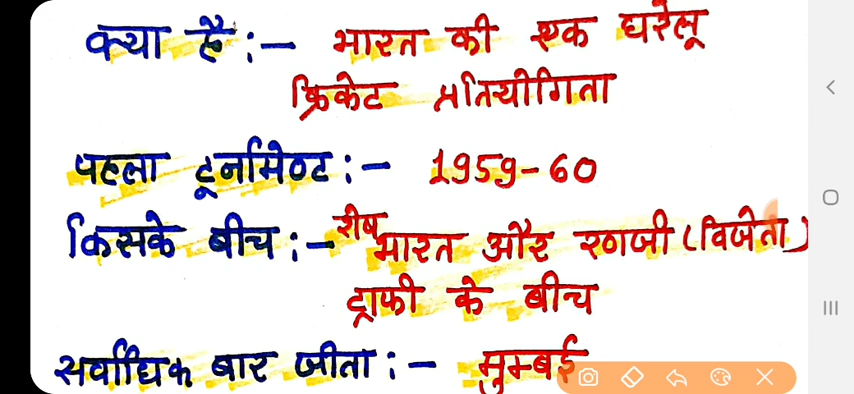 क्या है :- भारत की एक घरेलू
क्रिकेट प्रतियोगिता
पहला टूर्नामेण्ट :- 1959-60
किसके बीच :- शेष भारत और रणजी (विजेता)
ट्राफी के बीच
सर्वाधिक बार जीता :- मुम्बई